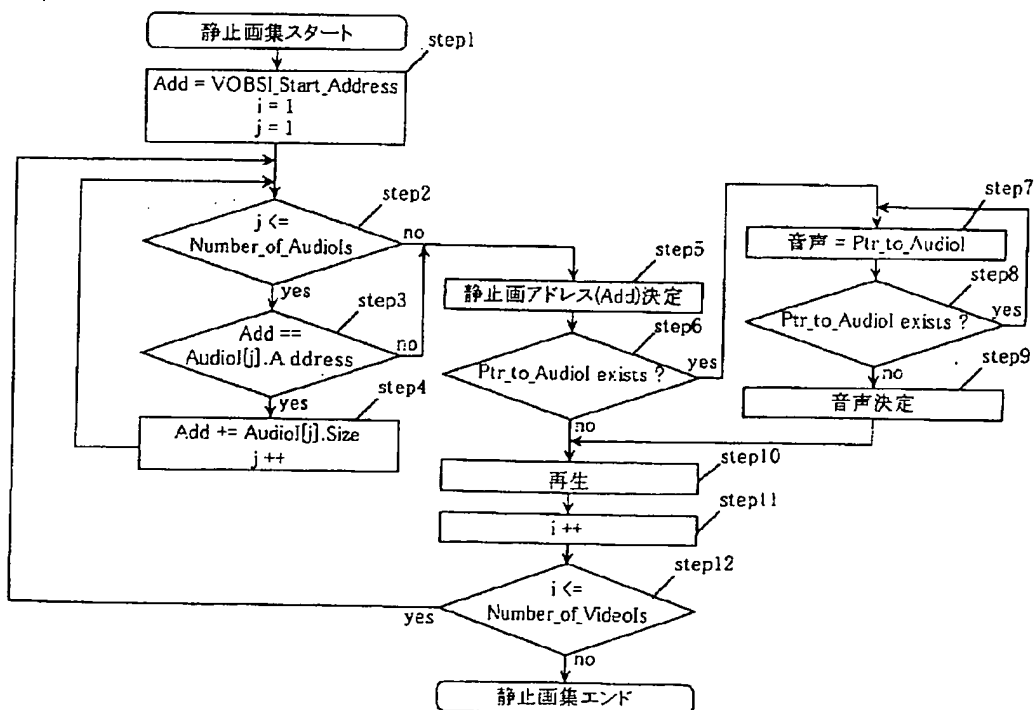 静止画集スタート
step1
Add = VOBSI_Start_Address
i = 1
j = 1
step2
j <=
Number_of_AudioIs
no
yes
step3
Add ==
AudioI[j].Address
no
yes
step4
Add += AudioI[j].Size
j ++
step5
静止画アドレス(Add)決定
step6
Ptr_to_AudioI exists ?
yes
no
step7
音声 = Ptr_to_AudioI
step8
Ptr_to_AudioI exists ?
yes
no
step9
音声決定
step10
再生
step11
i ++
step12
i <=
Number_of_VideoIs
yes
no
静止画集エンド